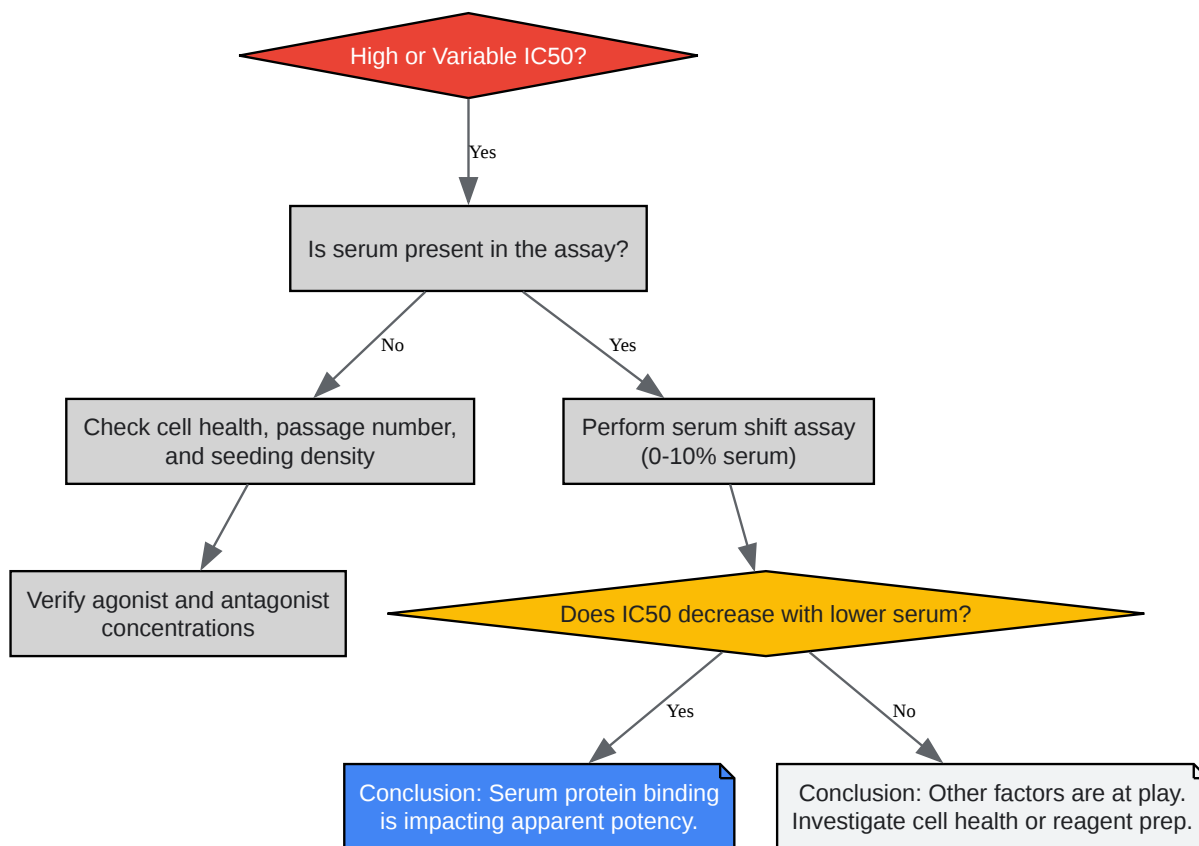 High or Variable IC50?
Yes
Is serum present in the assay?
No
Yes
Check cell health, passage number,
and seeding density
Perform serum shift assay
(0-10% serum)
Verify agonist and antagonist
concentrations
Does IC50 decrease with lower serum?
Yes
No
Conclusion: Serum protein binding
is impacting apparent potency.
Conclusion: Other factors are at play.
Investigate cell health or reagent prep.